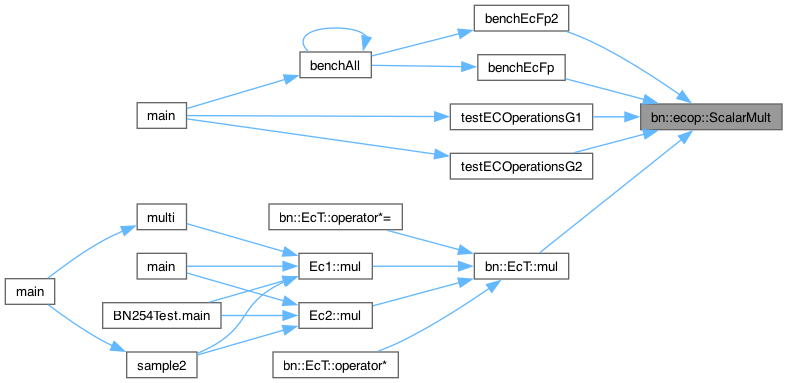 benchEcFp2
benchAll
benchEcFp
main
testECOperationsG1
bn::ecop::ScalarMult
testECOperationsG2
multi
bn::EcT::operator*=
main
main
Ec1::mul
bn::EcT::mul
BN254Test.main
Ec2::mul
sample2
bn::EcT::operator*